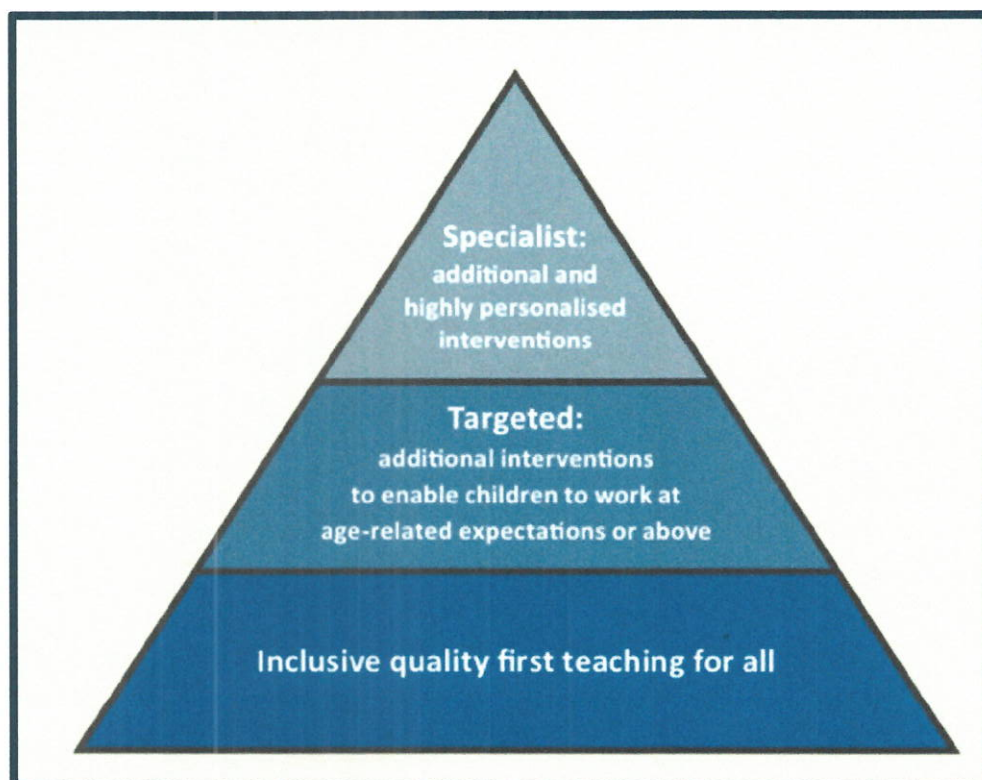 Specialist:
additional and
highly personalised
interventions
Targeted:
additional interventions
to enable children to work at
age-related expectations or above
Inclusive quality first teaching for all